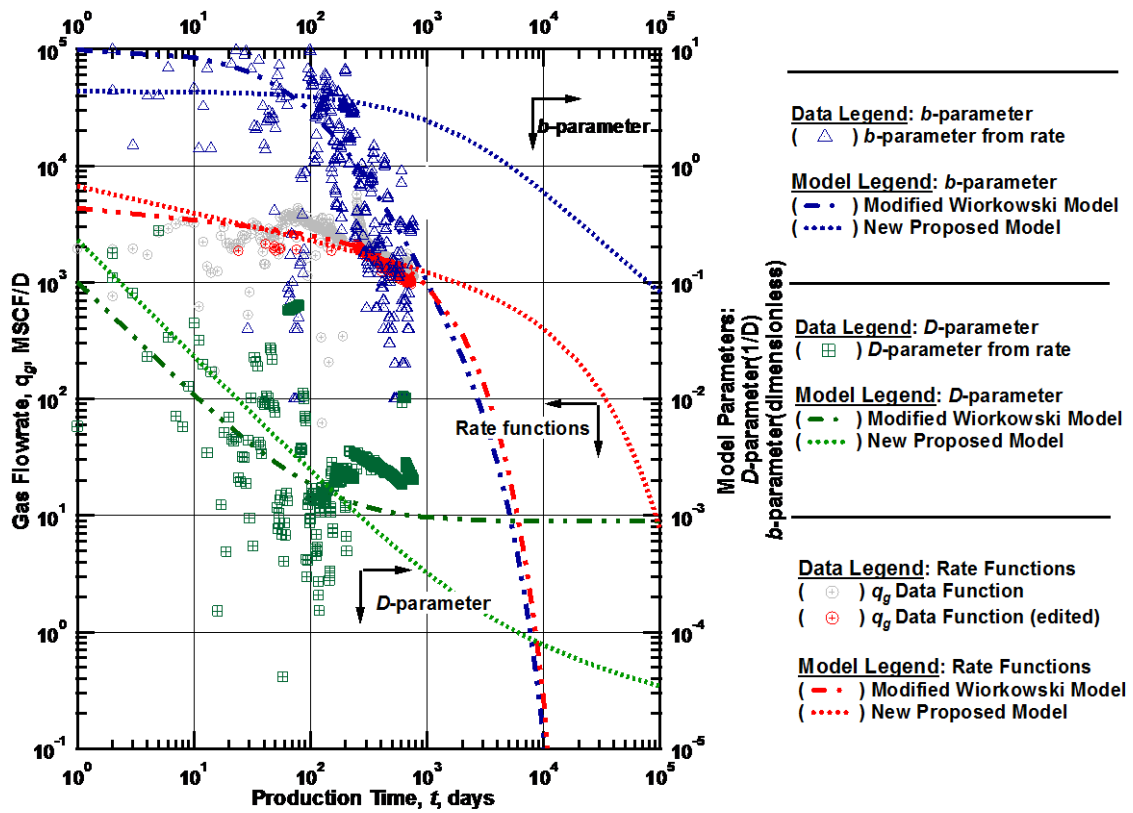 10⁰ 10¹ 10² 10³ 10⁴ 10⁵
10⁵ 10⁴ 10³ 10² 10¹ 10⁰ 10⁻¹
Gas Flowrate, qg, MSCF/D
b-parameter
Rate functions
D-parameter
10¹ 10⁰ 10⁻¹ 10⁻² 10⁻³ 10⁻⁴ 10⁻⁵
Model Parameters:
D-parameter(1/D)
b-parameter(dimensionless)
10⁰ 10¹ 10² 10³ 10⁴ 10⁵
Production Time, t, days
Data Legend: b-parameter
( ) b-parameter from rate
Model Legend: b-parameter
( ) Modified Wiorkowski Model
( ) New Proposed Model
Data Legend: D-parameter
( ) D-parameter from rate
Model Legend: D-parameter
( ) Modified Wiorkowski Model
( ) New Proposed Model
Data Legend: Rate Functions
( ) qg Data Function
( ) qg Data Function (edited)
Model Legend: Rate Functions
( ) Modified Wiorkowski Model
( ) New Proposed Model